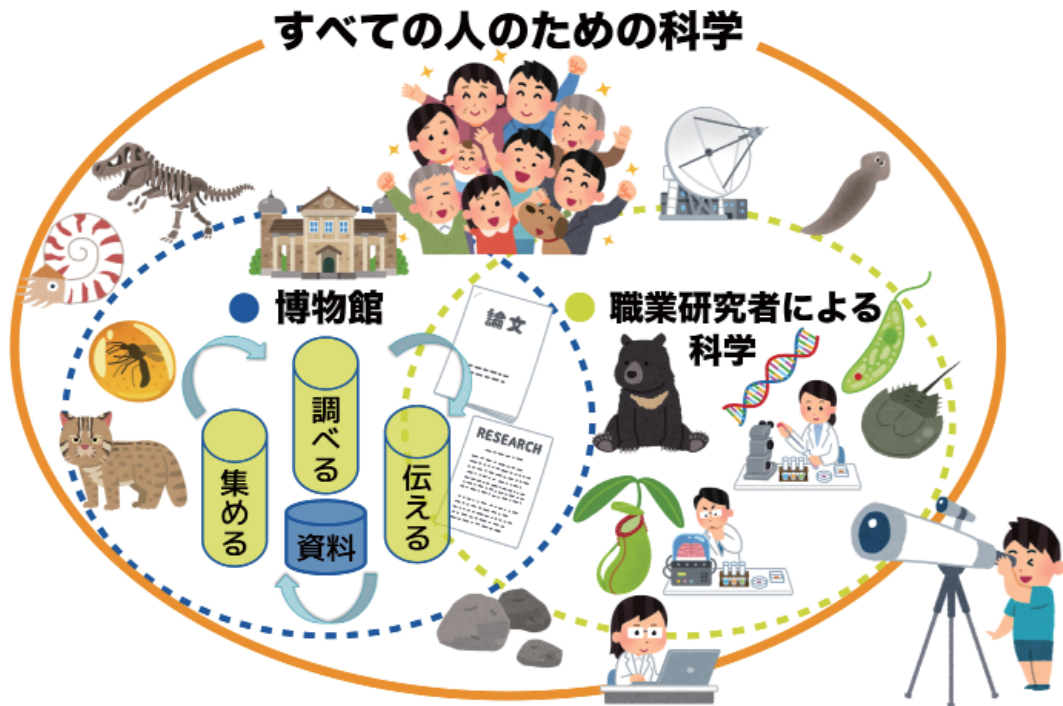 すべての人のための科学
博物館
職業研究者による
科学
論文
RESEARCH
調べる
集める
伝える
資料